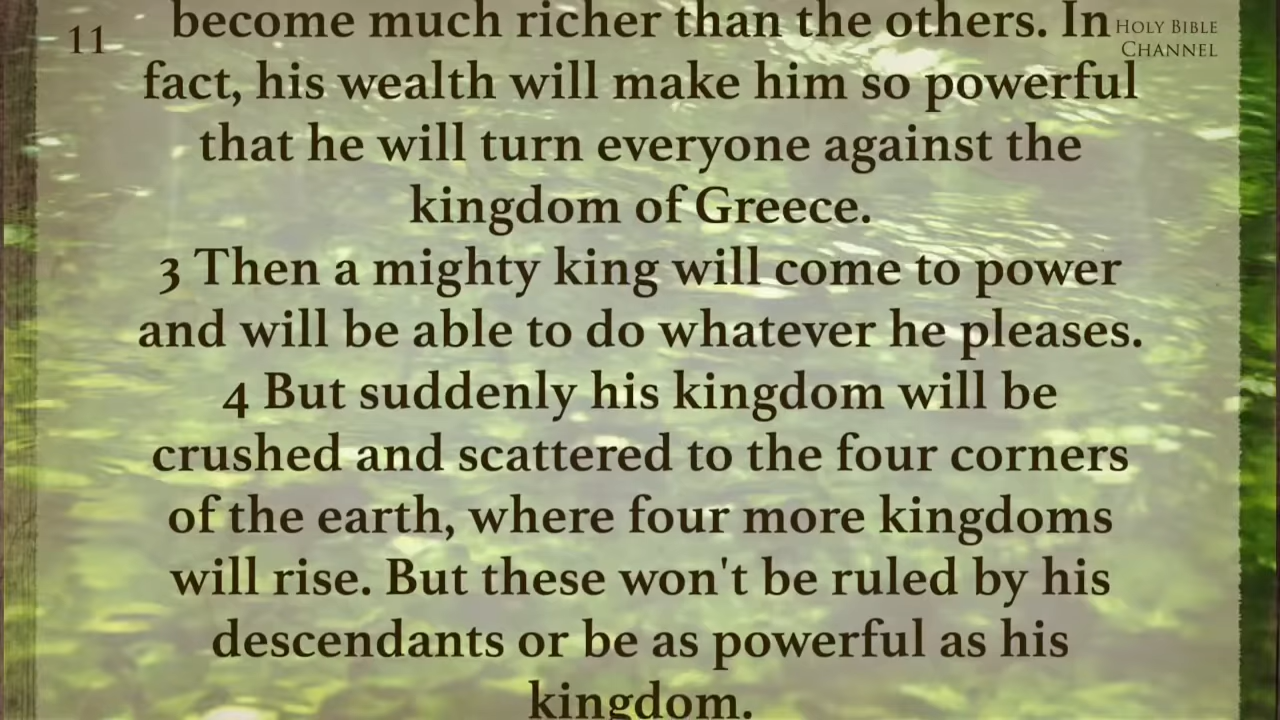 11
become much richer than the others. In
HOLY BIBLE
CHANNEL
fact, his wealth will make him so powerful
that he will turn everyone against the
kingdom of Greece.
3 Then a mighty king will come to power
and will be able to do whatever he pleases.
4 But suddenly his kingdom will be
crushed and scattered to the four corners
of the earth, where four more kingdoms
will rise. But these won't be ruled by his
descendants or be as powerful as his
kingdom.